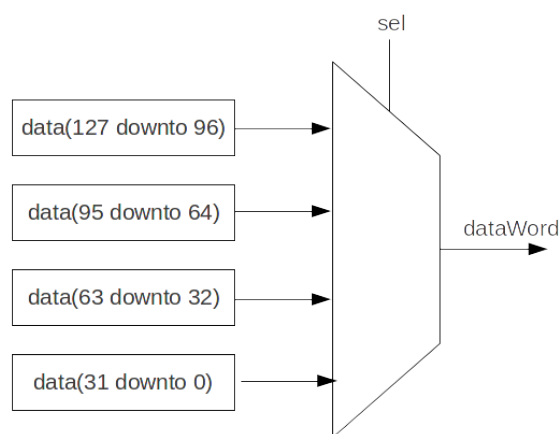 sel
data(127 downto 96)
data(95 downto 64)
dataWord
data(63 downto 32)
data(31 downto 0)